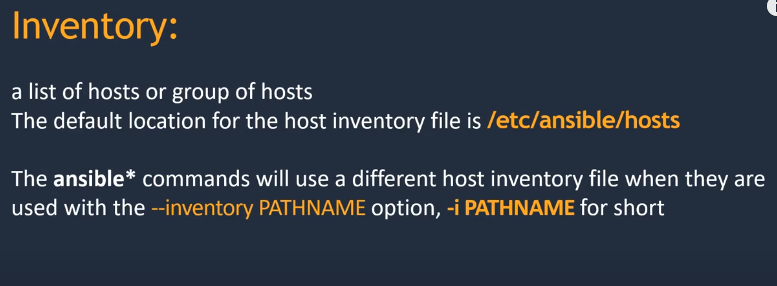 Inventory:
a list of hosts or group of hosts
The default location for the host inventory file is /etc/ansible/hosts
The ansible* commands will use a different host inventory file when they are
used with the --inventory PATHNAME option, -i PATHNAME for short